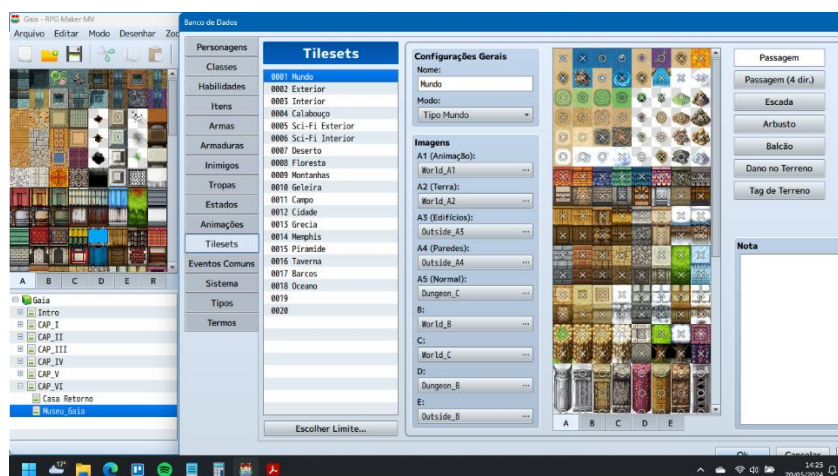 Gaia - RPG Maker MV
Arquivo Editar Modo Desenhar Zoo
A B C D E R
Gaia
Intro
CAP_I
CAP_II
CAP_III
CAP_IV
CAP_V
CAP_VI
Casa Retorno
Museu_Gaia
Banco de Dados
Personagens
Classes
Habilidades
Itens
Armas
Armaduras
Inimigos
Tropas
Estados
Animações
Tilesets
Eventos Comuns
Sistema
Tipos
Termos
Tilesets
0001 Mundo
0002 Exterior
0003 Interior
0004 Calabouço
0005 Sci-Fi Exterior
0006 Sci-Fi Interior
0007 Deserto
0008 Floresta
0009 Montanhas
0010 Geleira
0011 Campo
0012 Cidade
0013 Grecia
0014 Menphis
0015 Piramide
0016 Taverna
0017 Barcos
0018 Oceano
0019
0020
Escolher Limite...
Configurações Gerais
Nome:
Mundo
Modo:
Tipo Mundo
Imagens
A1 (Animação):
World_A1 ...
A2 (Terra):
World_A2 ...
A3 (Edifícios):
Outside_A3 ...
A4 (Paredes):
Outside_A4 ...
A5 (Normal):
Dungeon_C ...
B:
World_B ...
C:
World_C ...
D:
Dungeon_B ...
E:
Outside_B ...
A B C D E
Passagem
Passagem (4 dir.)
Escada
Arbusto
Balcão
Dano no Terreno
Tag de Terreno
Nota
Ok
Cancelar
17°
14:25
20/05/2024